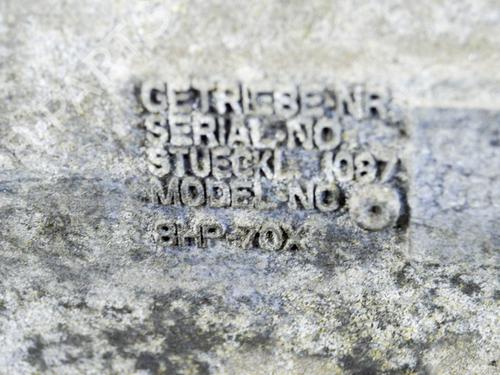 GETRIEBE-NR.
SERIAL NO.
STUECKL. 1087
MODEL NO.
8HP-70X